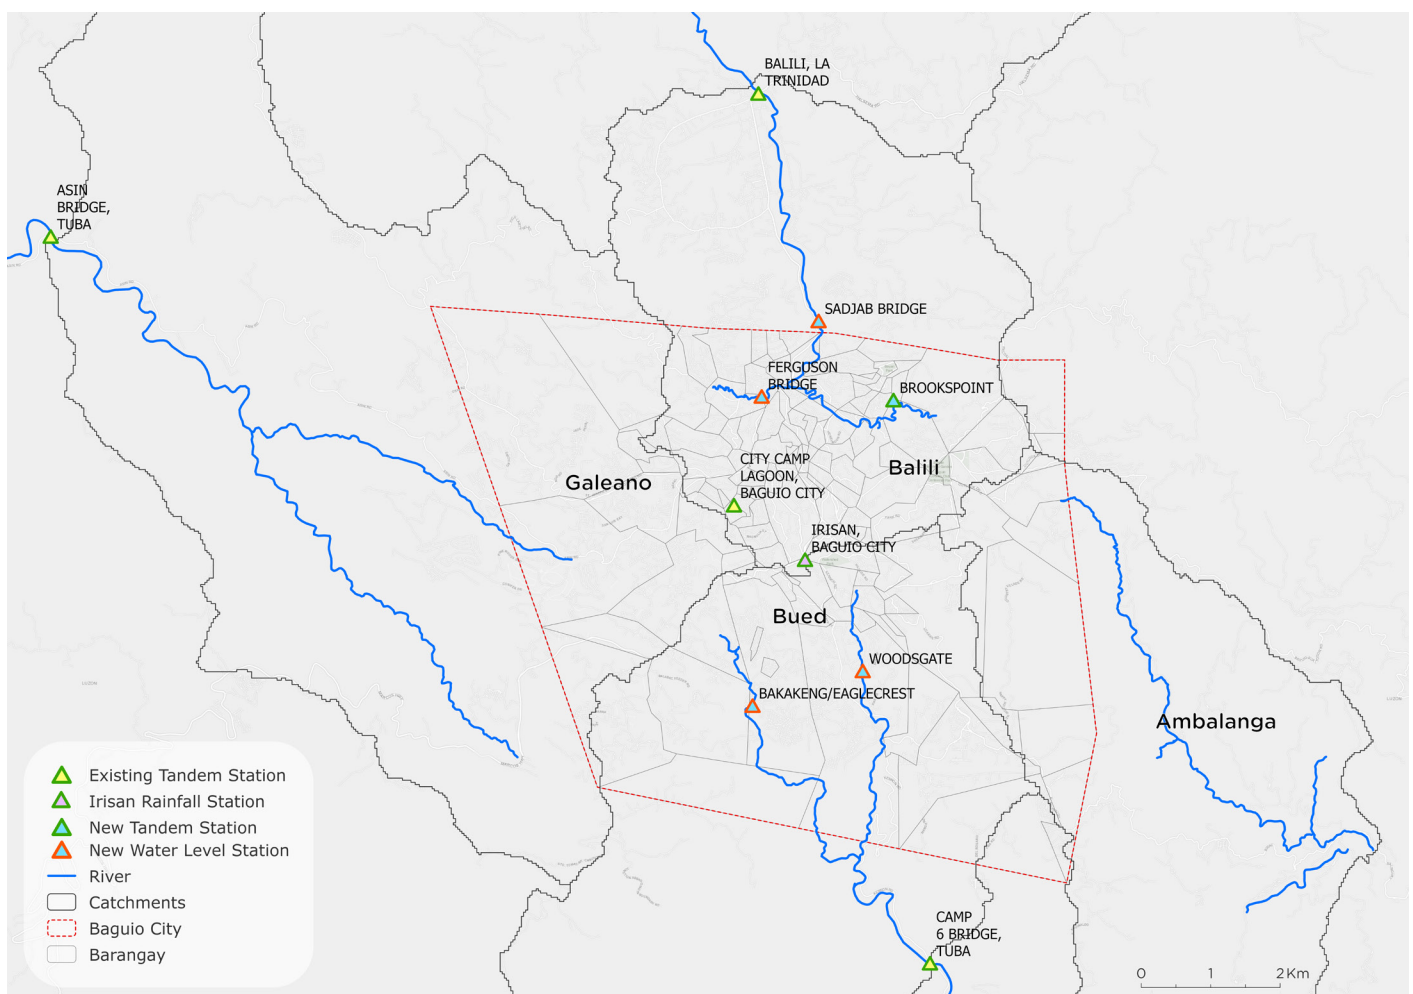 BALILI, LA
TRINIDAD
ASIN
BRIDGE,
TUBA
SADJAB BRIDGE
FERGUSON
BRIDGE
BROOKSPOINT
CITY CAMP
LAGOON,
BAGUIO CITY
Balili
Galeano
IRISAN,
BAGUIO CITY
Bued
WOODSGATE
BAKAKENG/EAGLECREST
Ambalanga
CAMP
6 BRIDGE,
TUBA
Existing Tandem Station
Irisan Rainfall Station
New Tandem Station
New Water Level Station
River
Catchments
Baguio City
Barangay
0 1 2 Km